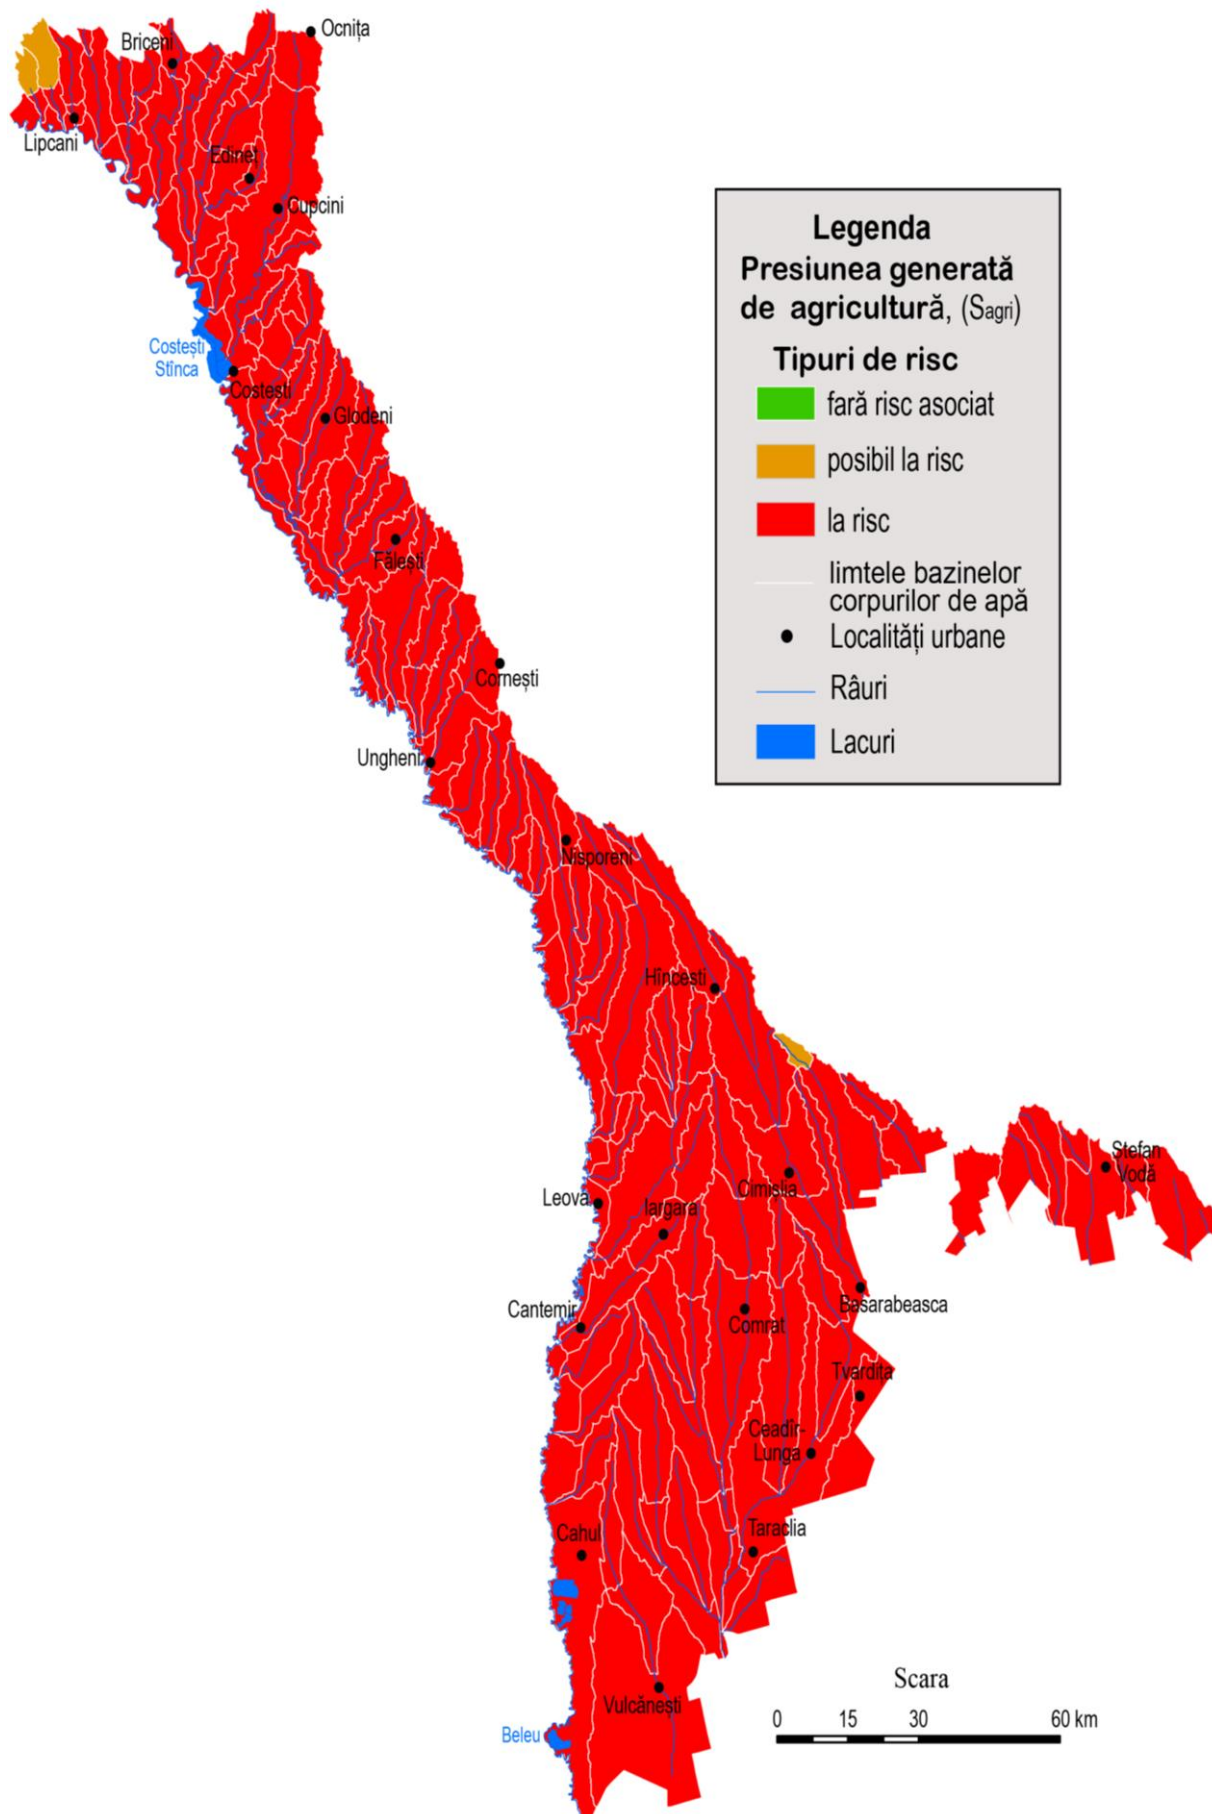 Ocnița
Briceni
Lipcani
Edineț
Cupcini
Costești
Stînca
Costesti
Glodeni
Fălești
Cornești
Ungheni
Nisporeni
Hîncesti
Leova
Iargara
Cimișlia
Ștefan
Vodă
Cantemir
Comrat
Basarabeasca
Tvardița
Ceadîr-
Lunga
Cahul
Taraclia
Vulcănești
Beleu
Legenda
Presiunea generată
de agricultură, (Sagri)
Tipuri de risc
fară risc asociat
posibil la risc
la risc
limtele bazinelor
corpurilor de apă
Localități urbane
Râuri
Lacuri
Scara
0 15 30 60 km